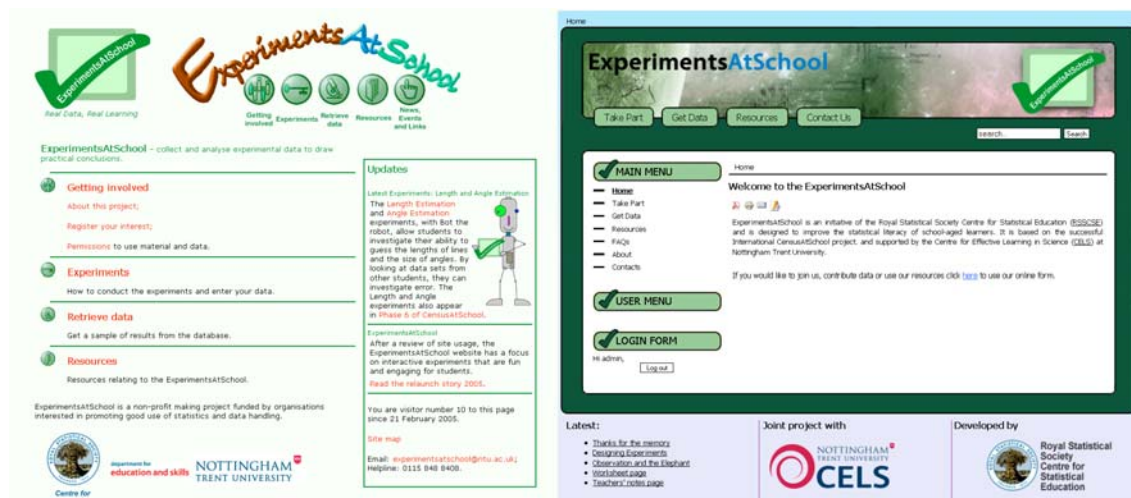 ExperimentsAtSchool
Real Data, Real Learning
ExperimentsAtSchool
Getting involved
Experiments
Retrieve data
Resources
News, Events and Links
ExperimentsAtSchool – collect and analyse experimental data to draw
practical conclusions.
Getting involved
About this project;
Register your interest;
Permissions to use material and data.
Experiments
How to conduct the experiments and enter your data.
Retrieve data
Get a sample of results from the database.
Resources
Resources relating to the ExperimentsAtSchool.
Updates
Latest Experiments: Length and Angle Estimation
The Length Estimation
and Angle Estimation
experiments, with Bot the
robot, allow students to
investigate their ability to
guess the lengths of lines
and the size of angles. By
looking at data sets from
other students, they can
investigate error. The
Length and Angle
experiments also appear
in Phase 6 of CensusAtSchool.
ExperimentsAtSchool
After a review of site usage, the
ExperimentsAtSchool website has a focus
on interactive experiments that are fun
and engaging for students.
Read the relaunch story 2005.
You are visitor number 10 to this page
since 21 February 2005.
Site map
Email: experimentsatschool@ntu.ac.uk;
Helpline: 0115 848 8408.
ExperimentsAtSchool is a non-profit making project funded by organisations
interested in promoting good use of statistics and data handling.
Centre for
department for
education and skills
NOTTINGHAM
TRENT UNIVERSITY
Home
ExperimentsAtSchool
ExperimentsAtSchool
Take Part
Get Data
Resources
Contact Us
search...
Search
MAIN MENU
Home
Take Part
Get Data
Resources
FAQs
About
Contacts
USER MENU
LOGIN FORM
Hi admin,
Log out
Home
Welcome to the ExperimentsAtSchool
ExperimentsAtSchool is an initiative of the Royal Statistical Society Centre for Statistical Education (RSSCSE)
and is designed to improve the statistical literacy of school-aged learners. It is based on the successful
International CensusAtSchool project. and supported by the Centre for Effective Learning in Science (CELS) at
Nottingham Trent University.
If you would like to join us, contribute data or use our resources click here to use our online form.
Latest:
Thanks for the memory
Designing Experiments
Observation and the Elephant
Worksheet page
Teachers' notes page
Joint project with
NOTTINGHAM
TRENT UNIVERSITY
CELS
Developed by
Royal Statistical
Society
Centre for
Statistical
Education